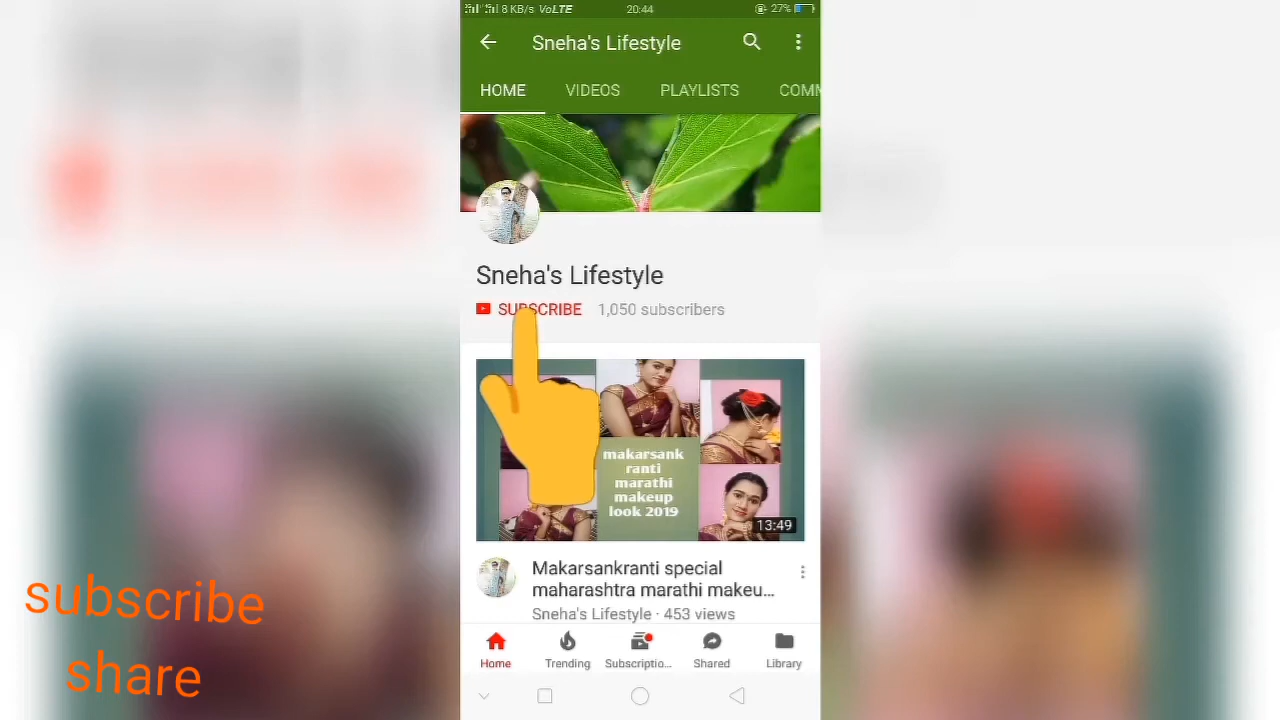 8 KB/s VoLTE 20:44 27%
Sneha's Lifestyle
HOME VIDEOS PLAYLISTS COMM
Sneha's Lifestyle
SUBSCRIBE 1,050 subscribers
makarsank
ranti
marathi
makeup
look 2019
13:49
Makarsankranti special
maharashtra marathi makeu...
Sneha's Lifestyle · 453 views
Home Trending Subscriptio... Shared Library
subscribe
share